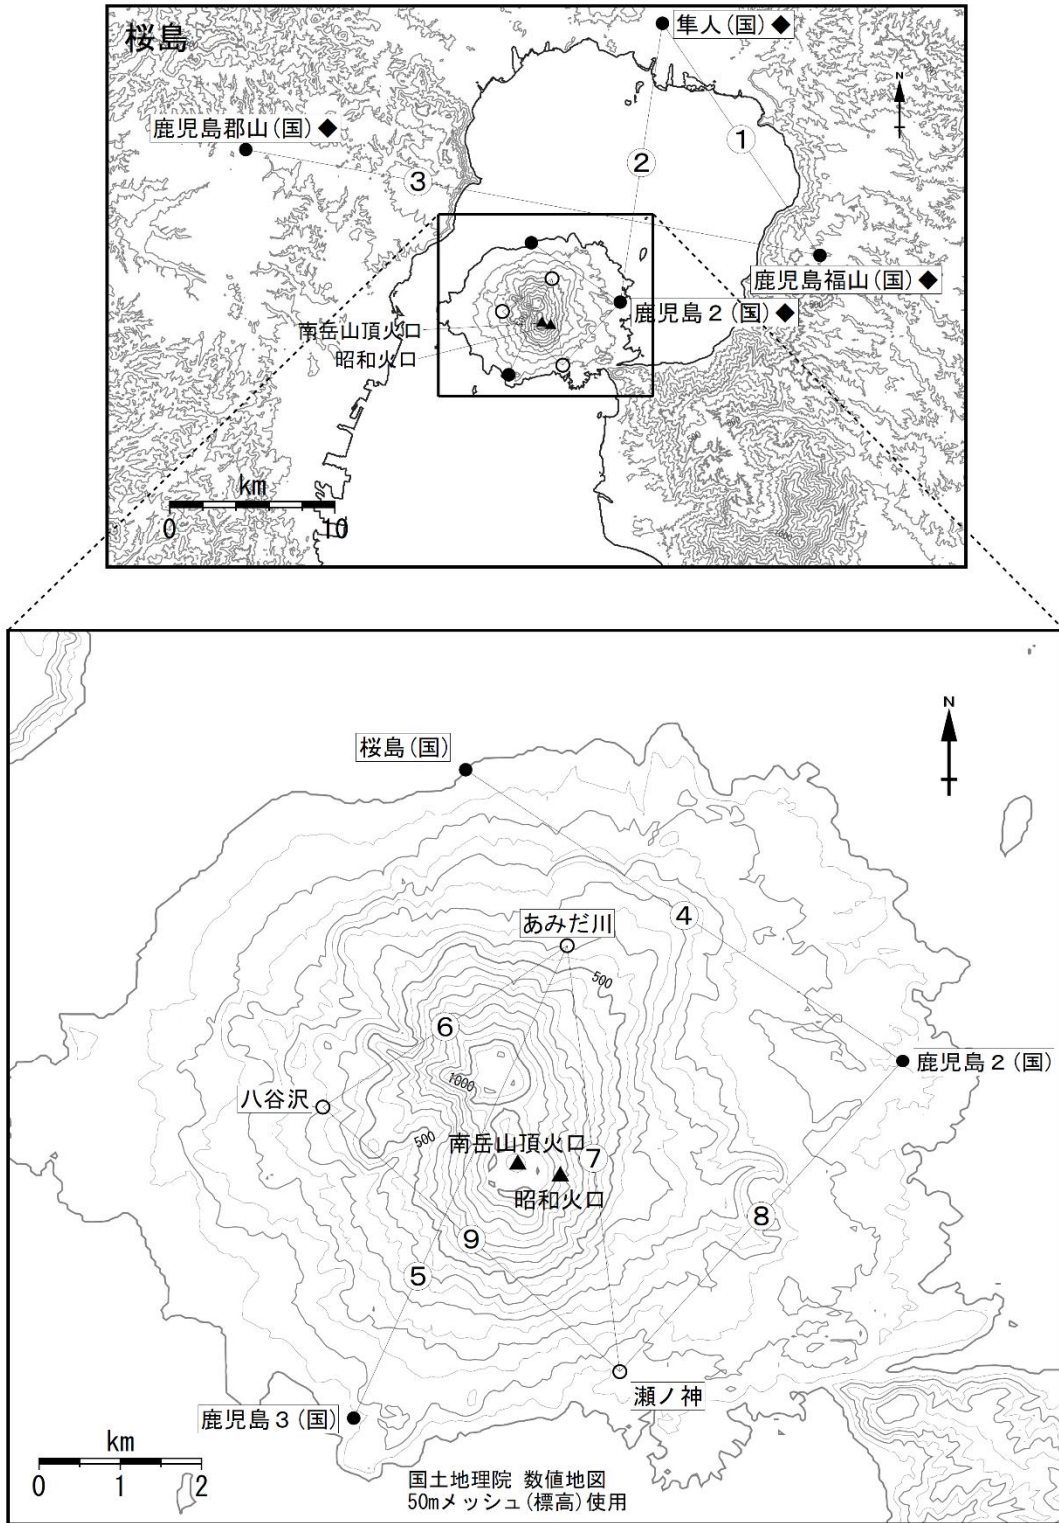 桜島
隼人(国)◆
N
鹿児島郡山(国)◆
①
②
③
鹿児島福山(国)◆
鹿児島2(国)◆
南岳山頂火口
昭和火口
500
1000
km
0 10
N
桜島(国)
④
あみだ川
500
⑥
鹿児島2(国)
1000
八谷沢
500
南岳山頂火口
⑦
昭和火口
⑧
⑨
⑤
瀬ノ神
鹿児島3(国)
km
0 1 2
国土地理院 数値地図
50mメッシュ(標高)使用